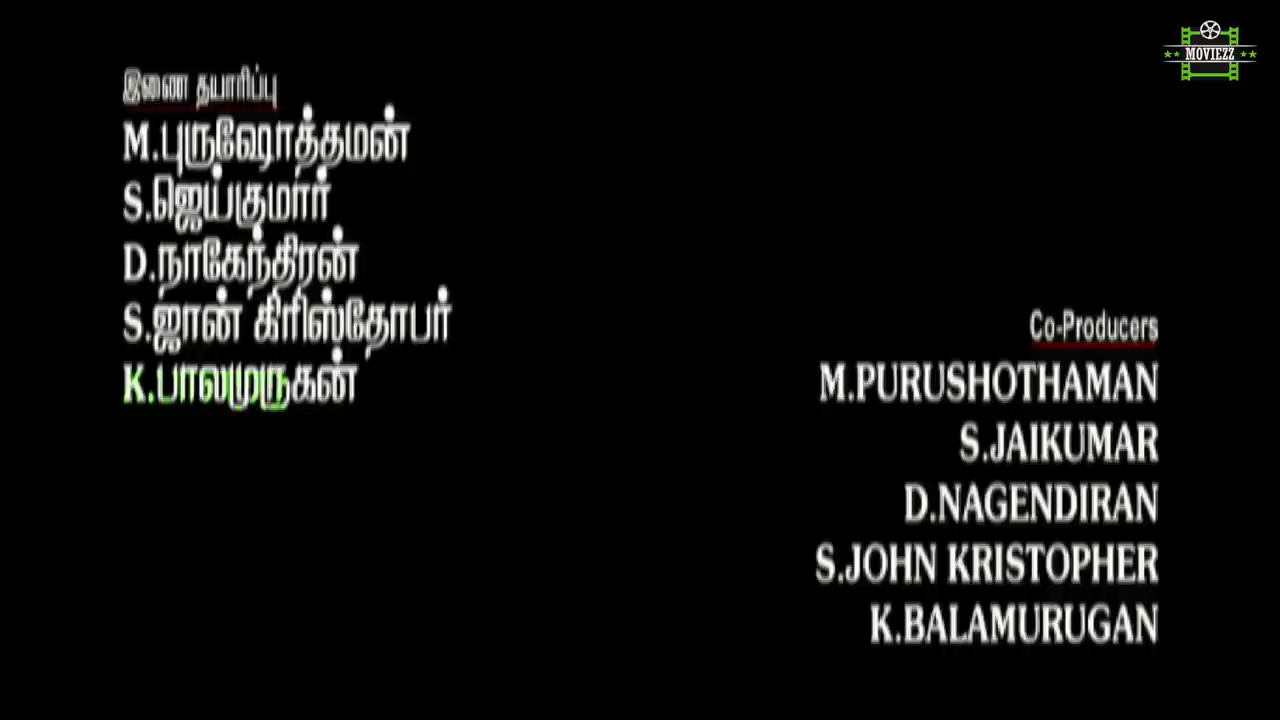 MOVIEZZ
இணை தயாரிப்பு
M.புருஷோத்தமன்
S.ஜெய்குமார்
D.நாகேந்திரன்
S.ஜான் கிரிஸ்தோபர்
K.பாலமுருகன்
Co-Producers
M.PURUSHOTHAMAN
S.JAIKUMAR
D.NAGENDIRAN
S.JOHN KRISTOPHER
K.BALAMURUGAN